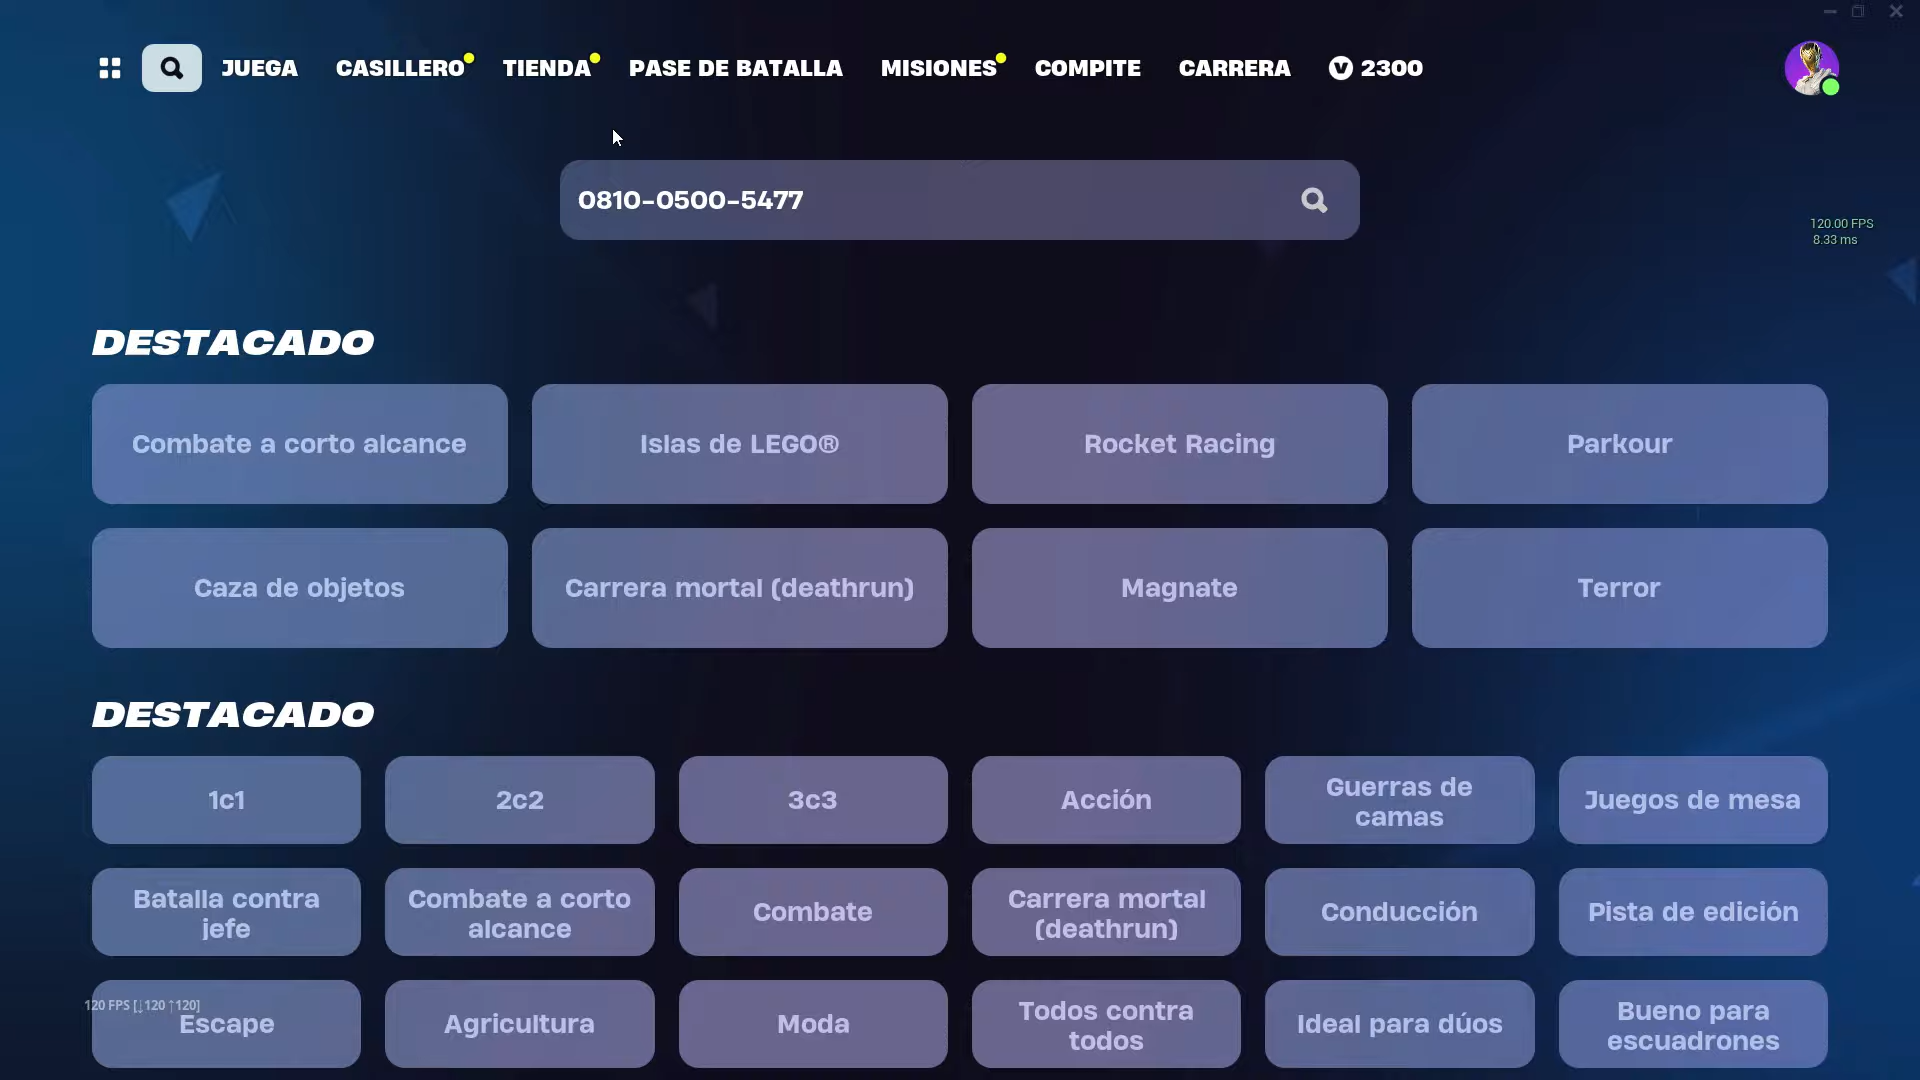 JUEGA CASILLERO TIENDA PASE DE BATALLA MISIONES COMPITE CARRERA V 2300
0810-0500-5477
120.00 FPS
8.33 ms
DESTACADO
Combate a corto alcance
Islas de LEGO®
Rocket Racing
Parkour
Caza de objetos
Carrera mortal (deathrun)
Magnate
Terror
DESTACADO
1c1
2c2
3c3
Acción
Guerras de
camas
Juegos de mesa
Batalla contra
jefe
Combate a corto
alcance
Combate
Carrera mortal
(deathrun)
Conducción
Pista de edición
120 FPS [↓120 ↑120]
Escape
Agricultura
Moda
Todos contra
todos
Ideal para dúos
Bueno para
escuadrones